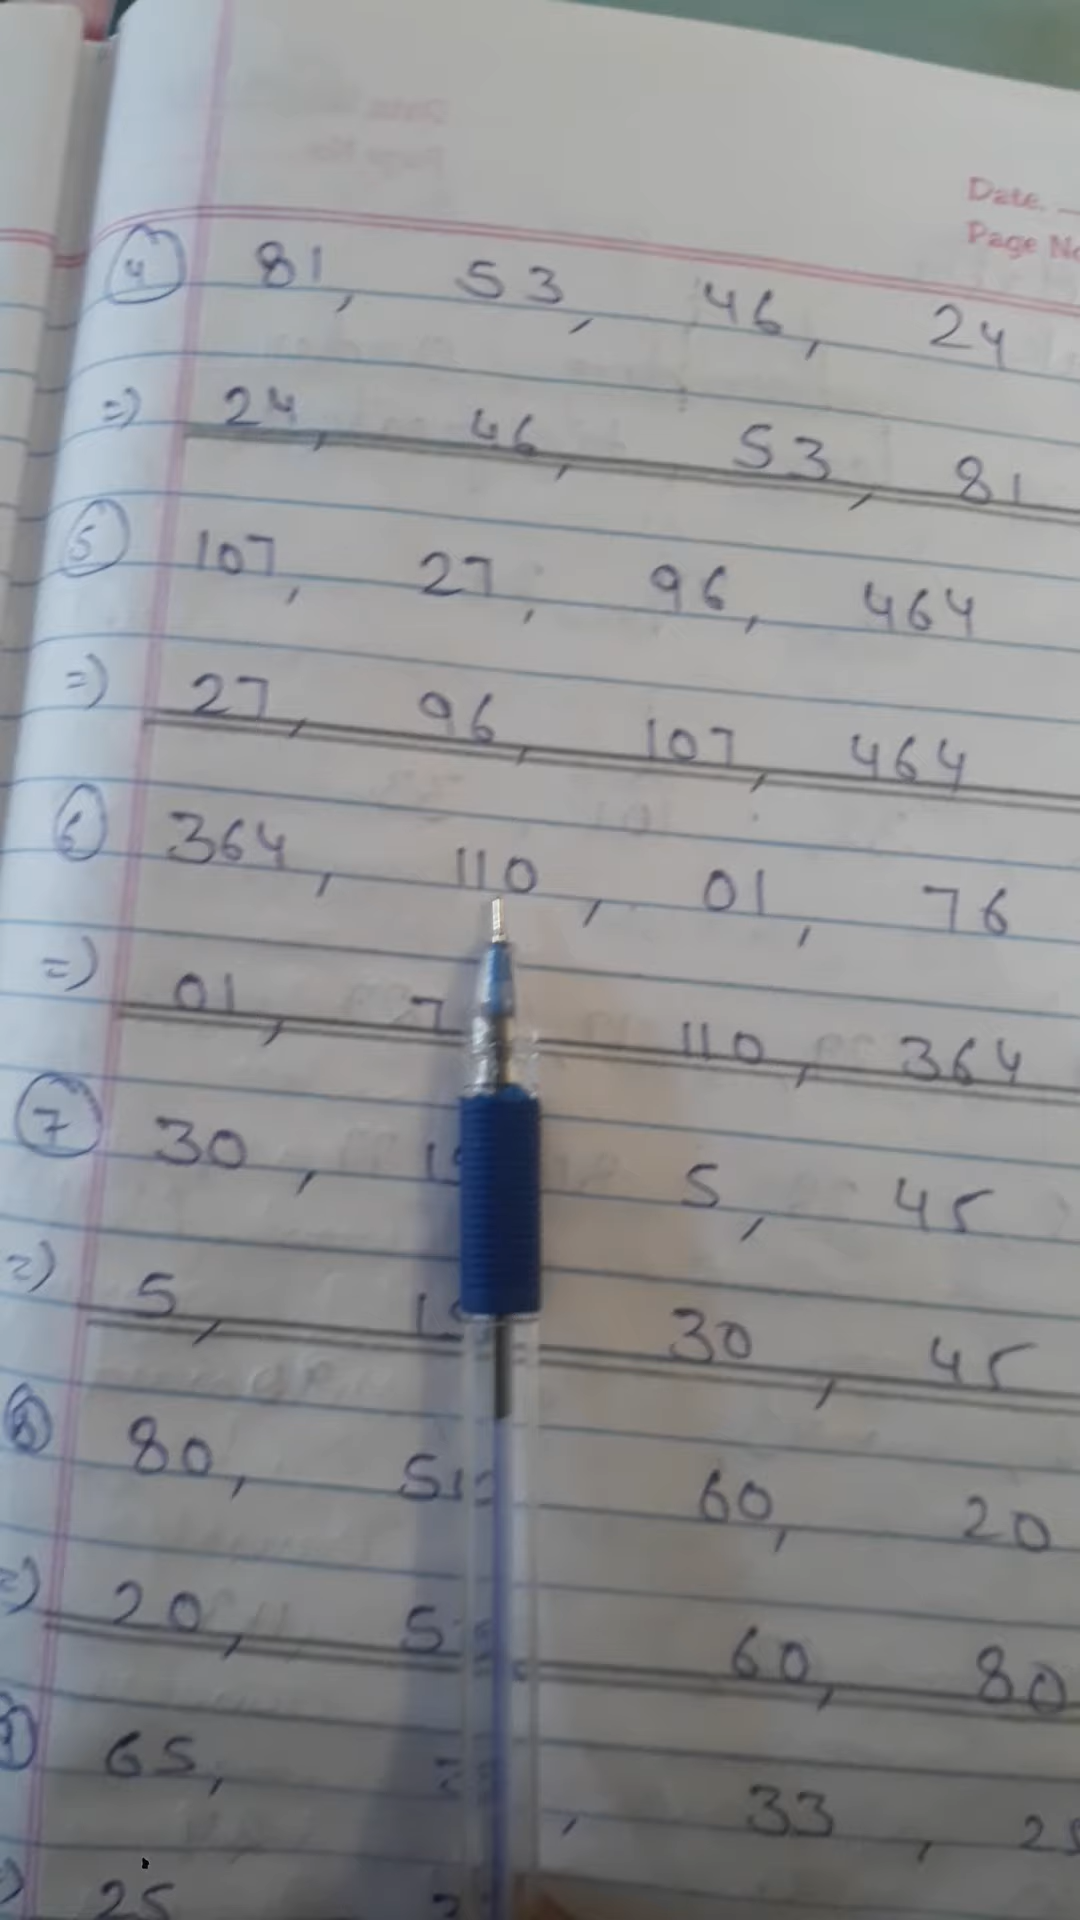 Date.
Page No
④ 81, 53, 46, 24
=) 24, 46, 53, 81
⑤ 107, 27, 96, 464
=) 27, 96, 107, 464
⑥ 364, 110, 01, 76
=) 01, 7 110, 364
⑦ 30, 5, 45
=) 5, 30, 45
⑧ 80, 60, 20
=) 20, 60, 80
65, 33,
25